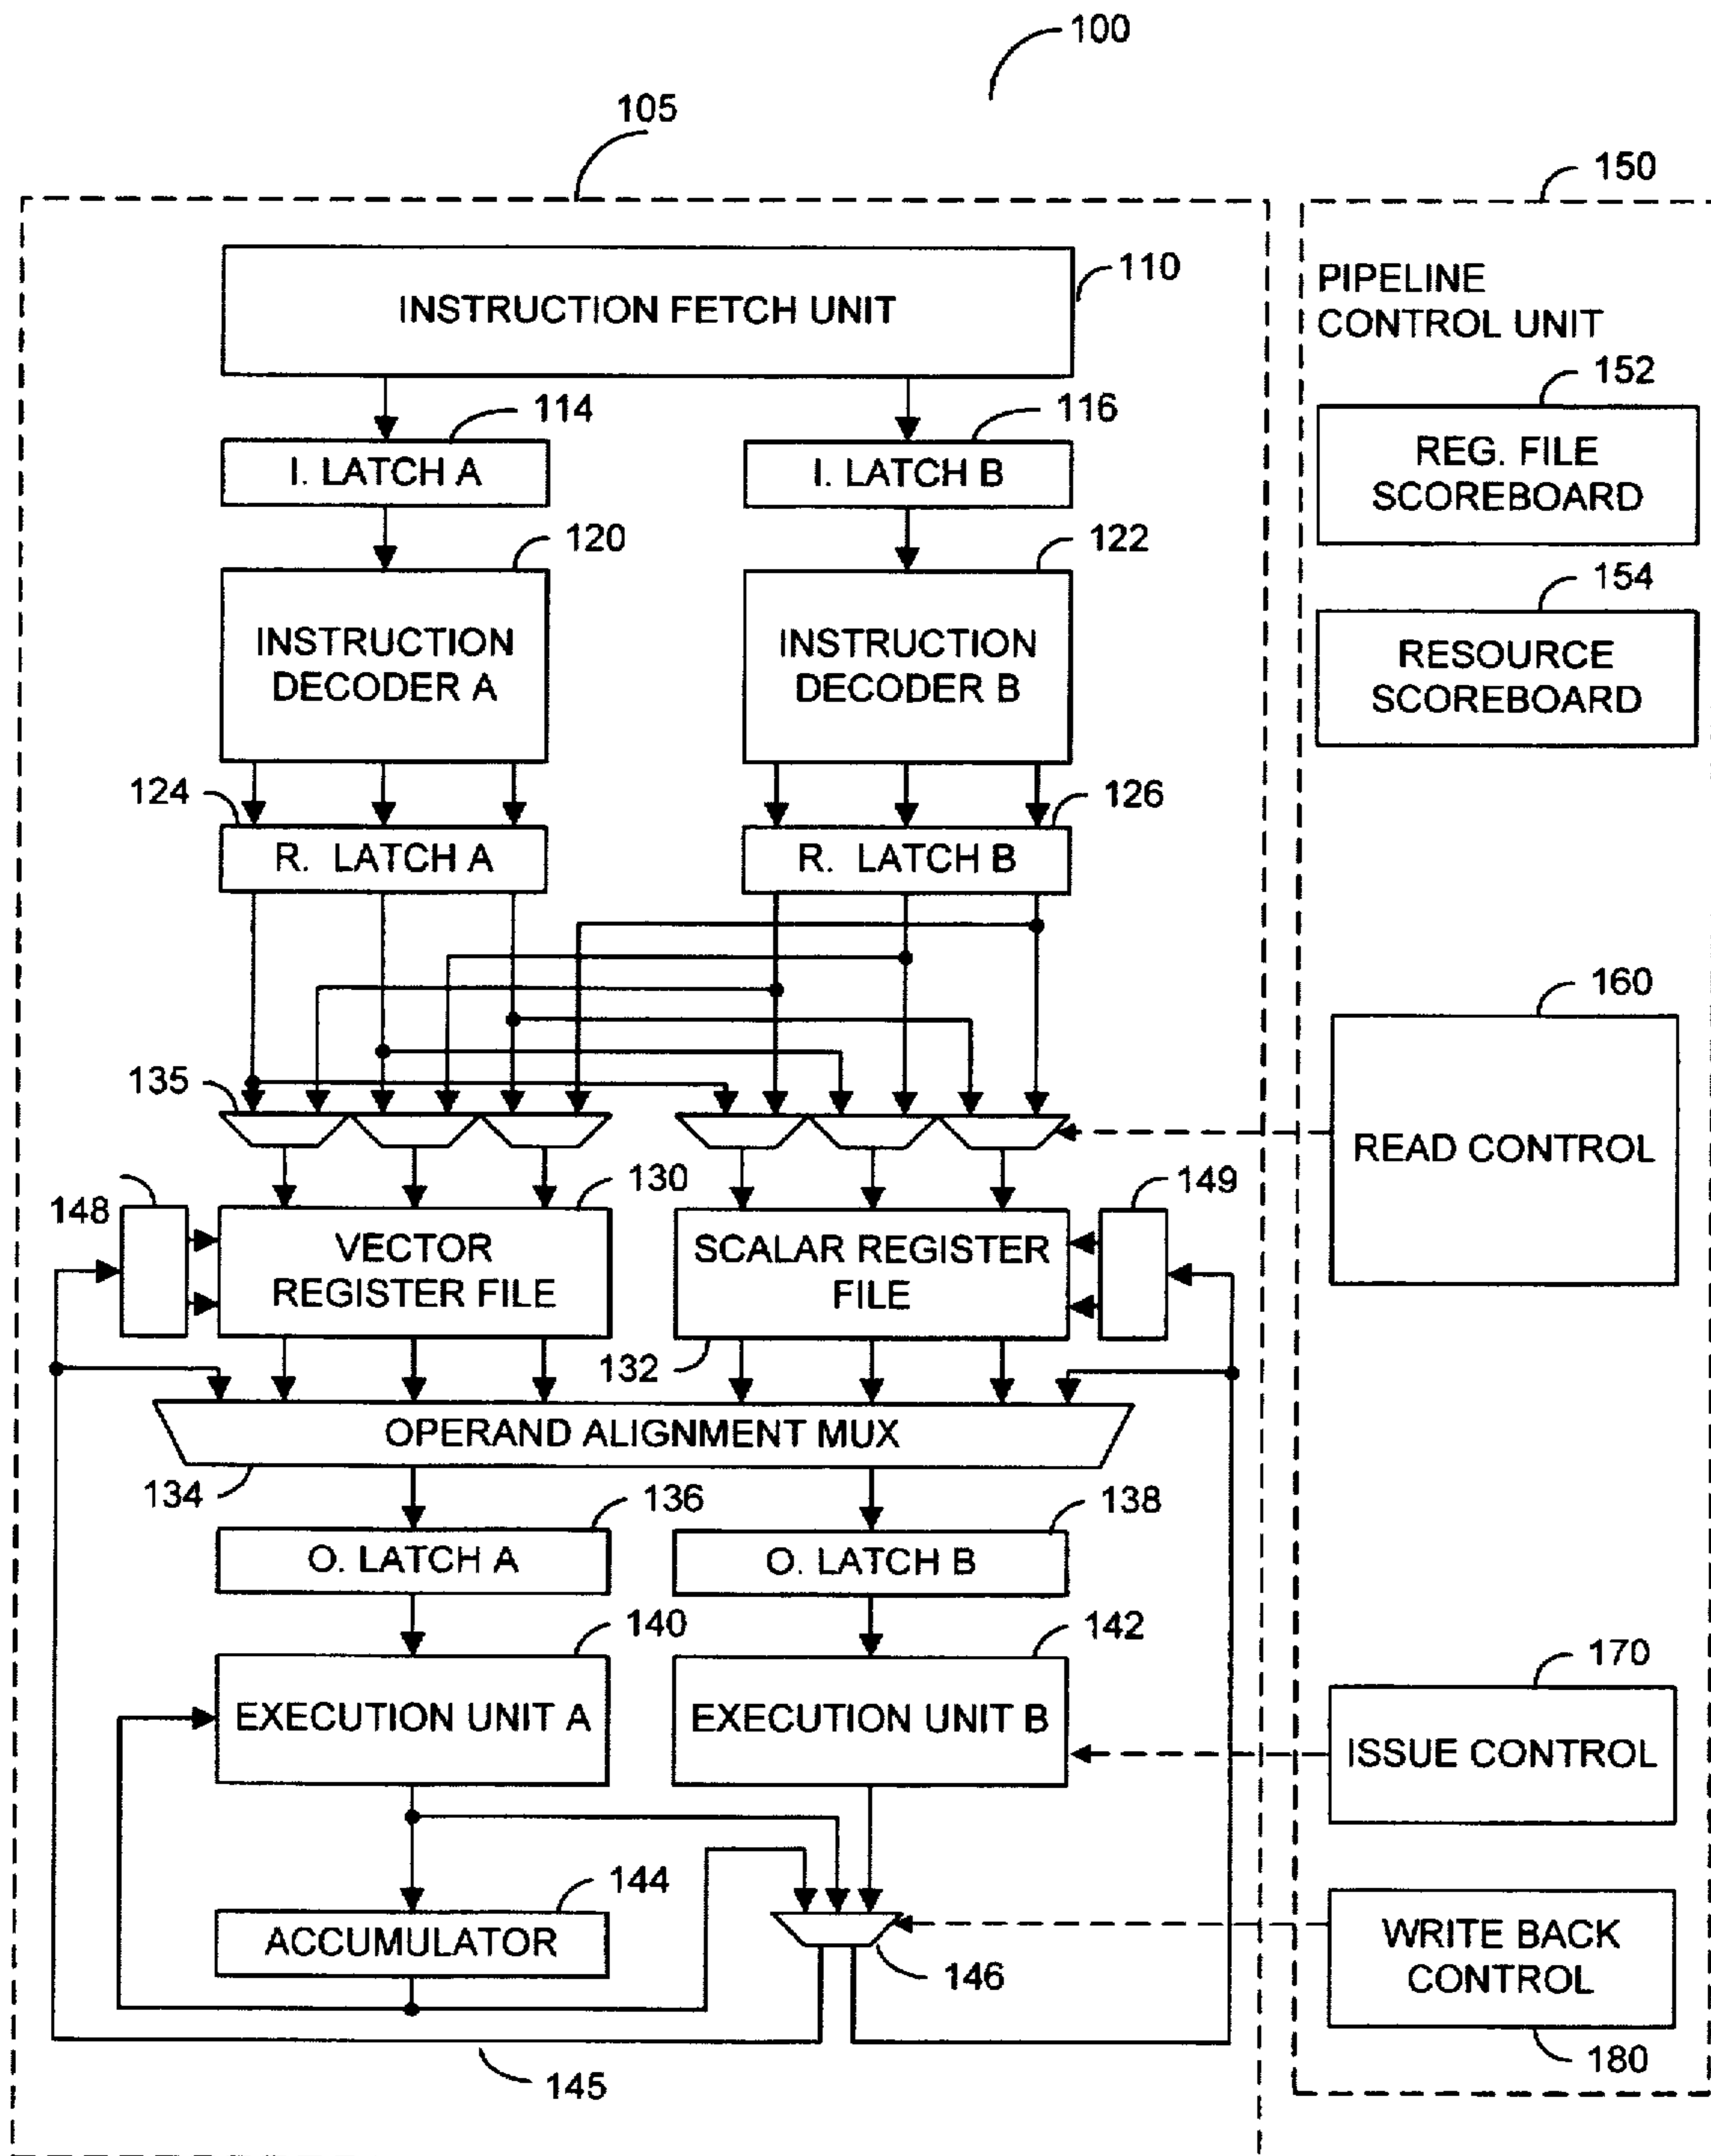 100
105
150
INSTRUCTION FETCH UNIT
110
PIPELINE
CONTROL UNIT
114
116
152
I. LATCH A
I. LATCH B
REG. FILE
SCOREBOARD
120
122
154
INSTRUCTION
DECODER A
INSTRUCTION
DECODER B
RESOURCE
SCOREBOARD
124
126
R. LATCH A
R. LATCH B
160
135
READ CONTROL
148
130
149
VECTOR
REGISTER FILE
SCALAR REGISTER
FILE
132
OPERAND ALIGNMENT MUX
134
136
138
O. LATCH A
O. LATCH B
140
142
170
EXECUTION UNIT A
EXECUTION UNIT B
ISSUE CONTROL
144
ACCUMULATOR
146
WRITE BACK
CONTROL
145
180